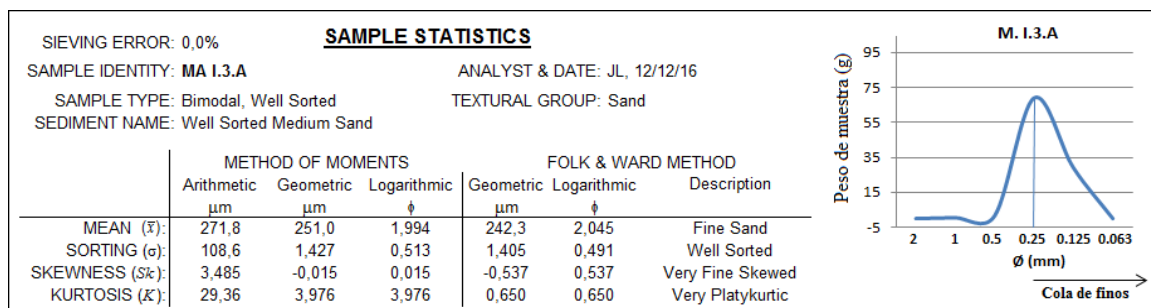 SIEVING ERROR: 0,0% SAMPLE STATISTICS
SAMPLE IDENTITY: MA I.3.A ANALYST & DATE: JL, 12/12/16
SAMPLE TYPE: Bimodal, Well Sorted TEXTURAL GROUP: Sand
SEDIMENT NAME: Well Sorted Medium Sand
METHOD OF MOMENTS FOLK & WARD METHOD
Arithmetic Geometric Logarithmic Geometric Logarithmic Description
μm μm ϕ μm ϕ
MEAN (x̄): 271,8 251,0 1,994 242,3 2,045 Fine Sand
SORTING (σ): 108,6 1,427 0,513 1,405 0,491 Well Sorted
SKEWNESS (Sk): 3,485 -0,015 0,015 -0,537 0,537 Very Fine Skewed
KURTOSIS (K): 29,36 3,976 3,976 0,650 0,650 Very Platykurtic
M. I.3.A
Peso de muestra (g)
95
75
55
35
15
-5
2 1 0.5 0.25 0.125 0.063
Ø (mm)
Cola de finos